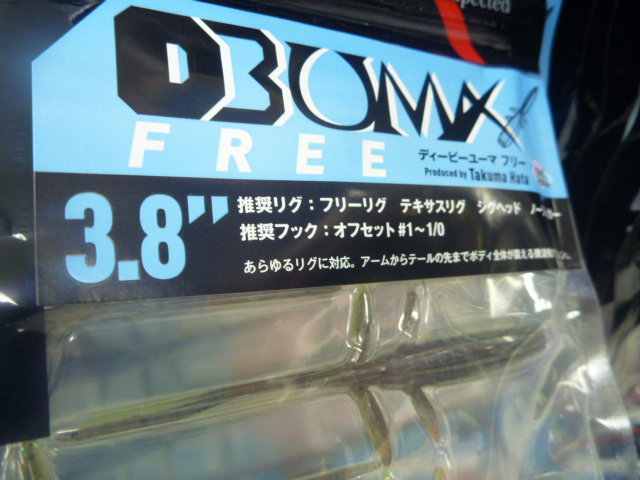 DBUMA
FREE
ディービーユーマ フリー
Produced by Takuma Hata
3.8"
推奨リグ：フリーリグ テキサスリグ ジグヘッド
推奨フック：オフセット#1〜1/0
あらゆるリグに対応。アームからテールの先までボディ全体が震える